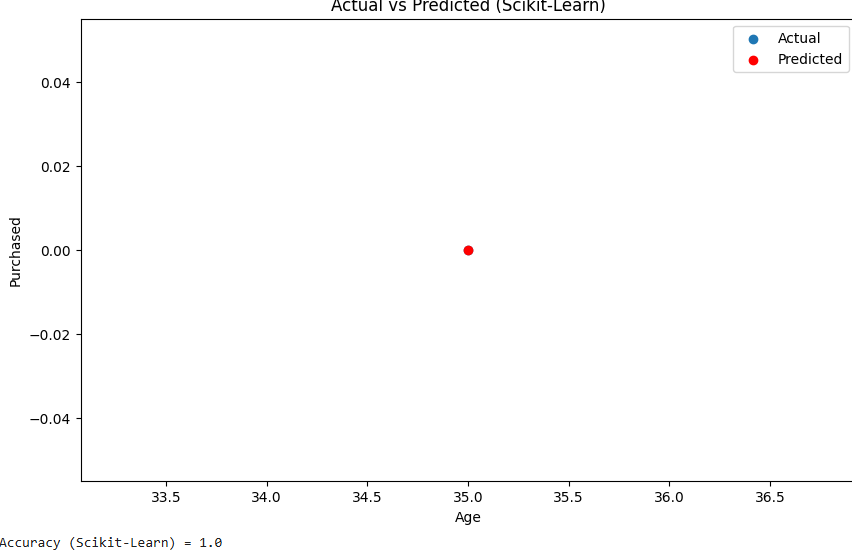 Actual vs Predicted (Scikit-Learn)
Actual
Predicted
0.04
0.02
0.00
−0.02
−0.04
Purchased
33.5 34.0 34.5 35.0 35.5 36.0 36.5
Age
Accuracy (Scikit-Learn) = 1.0